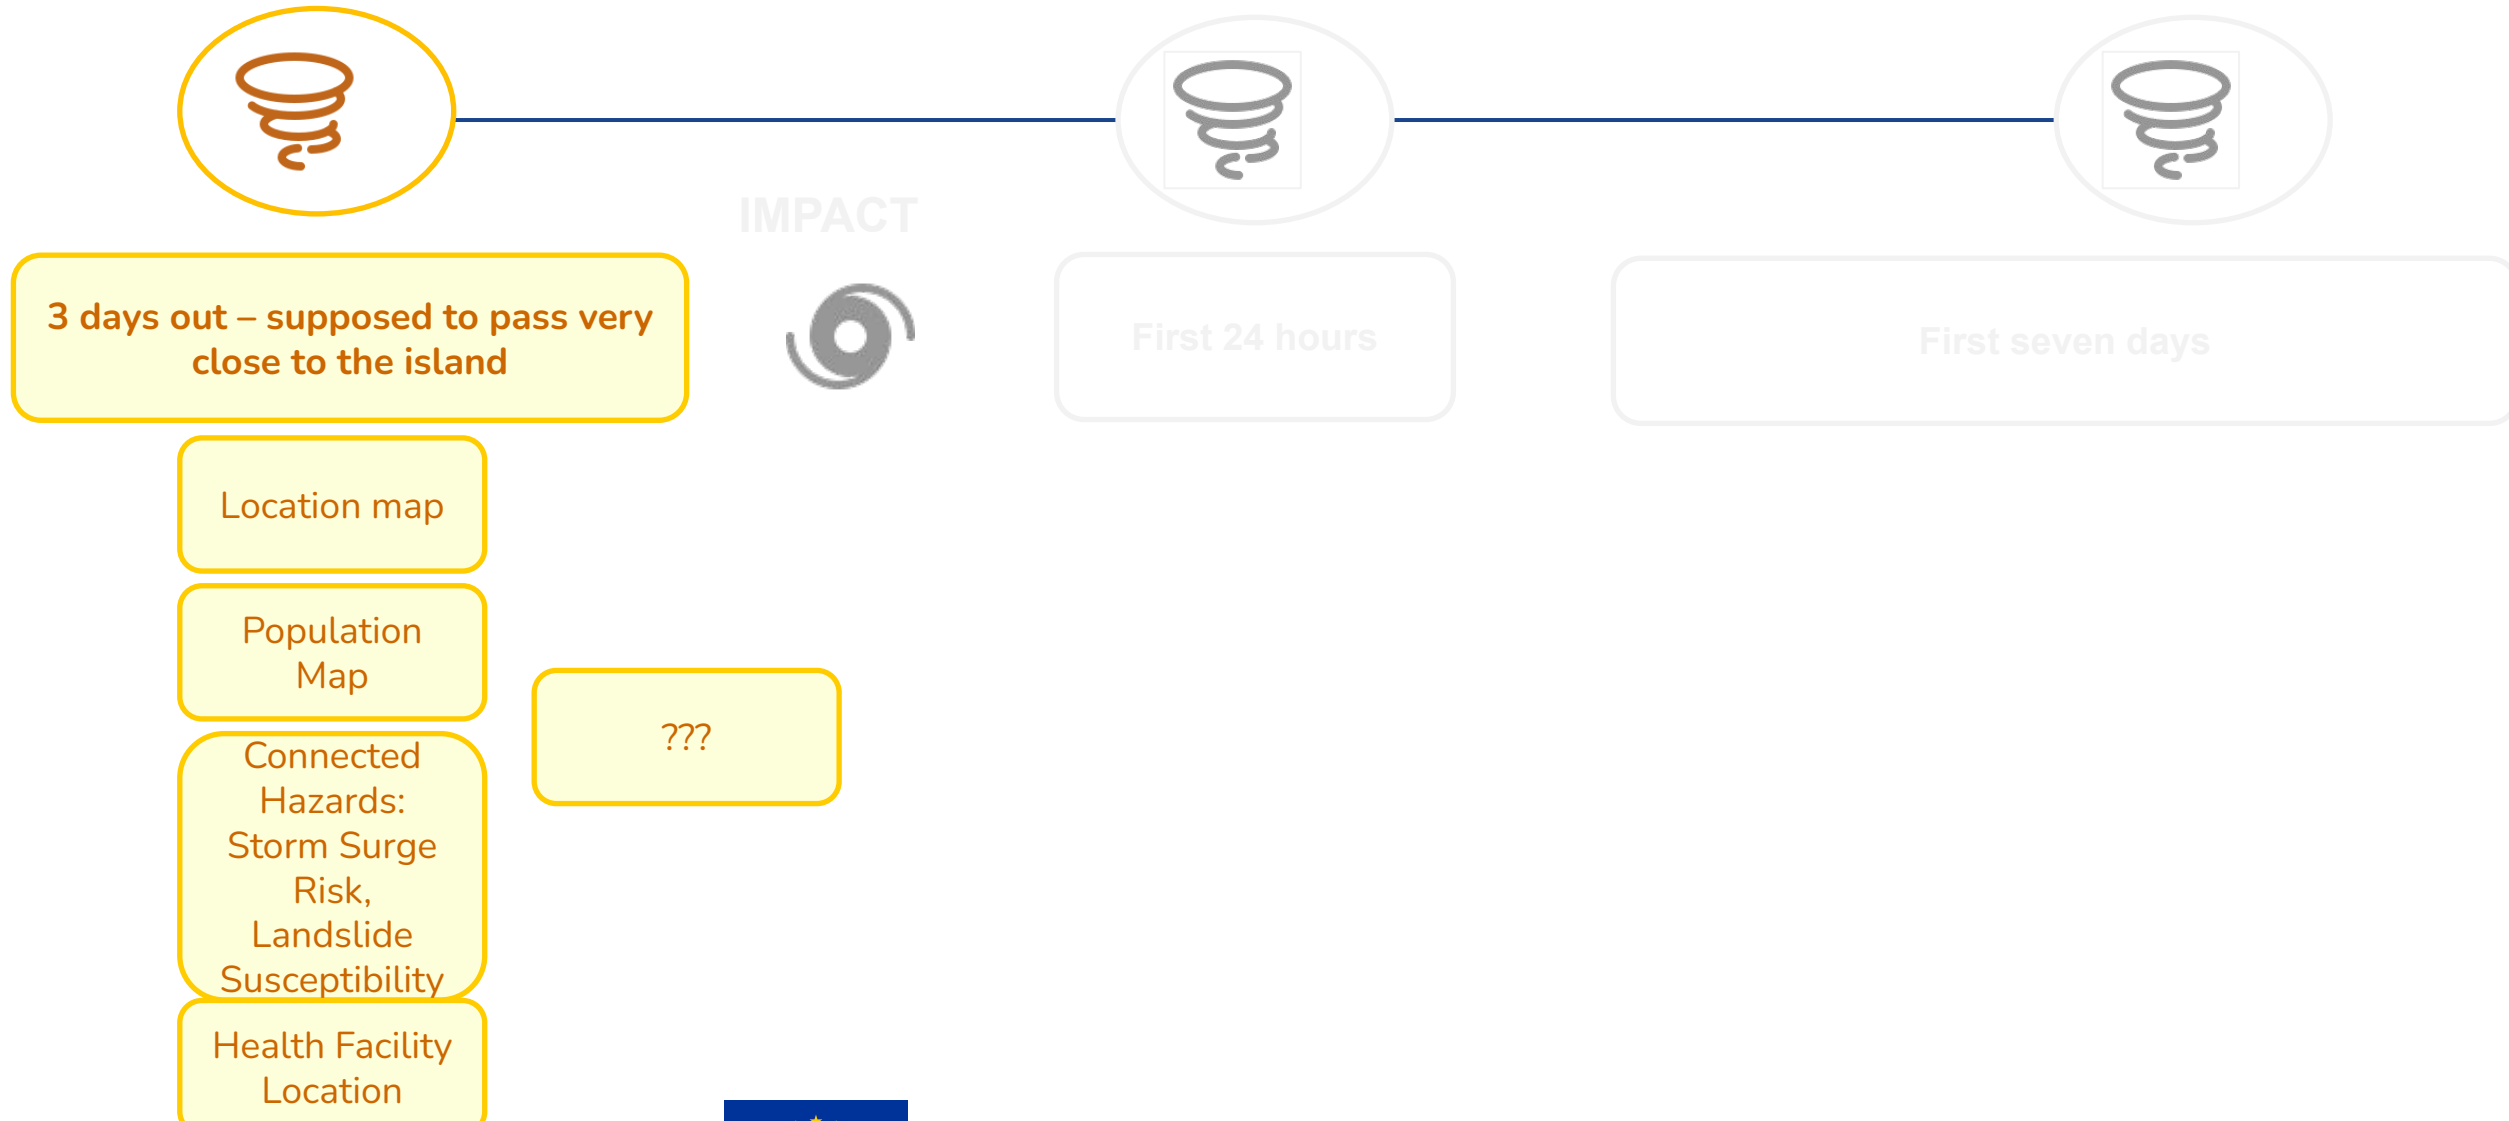 IMPACT
3 days out – supposed to pass very
close to the island
First 24 hours
First seven days
Location map
Population
Map
???
Connected
Hazards:
Storm Surge
Risk,
Landslide
Susceptibility
Health Facility
Location